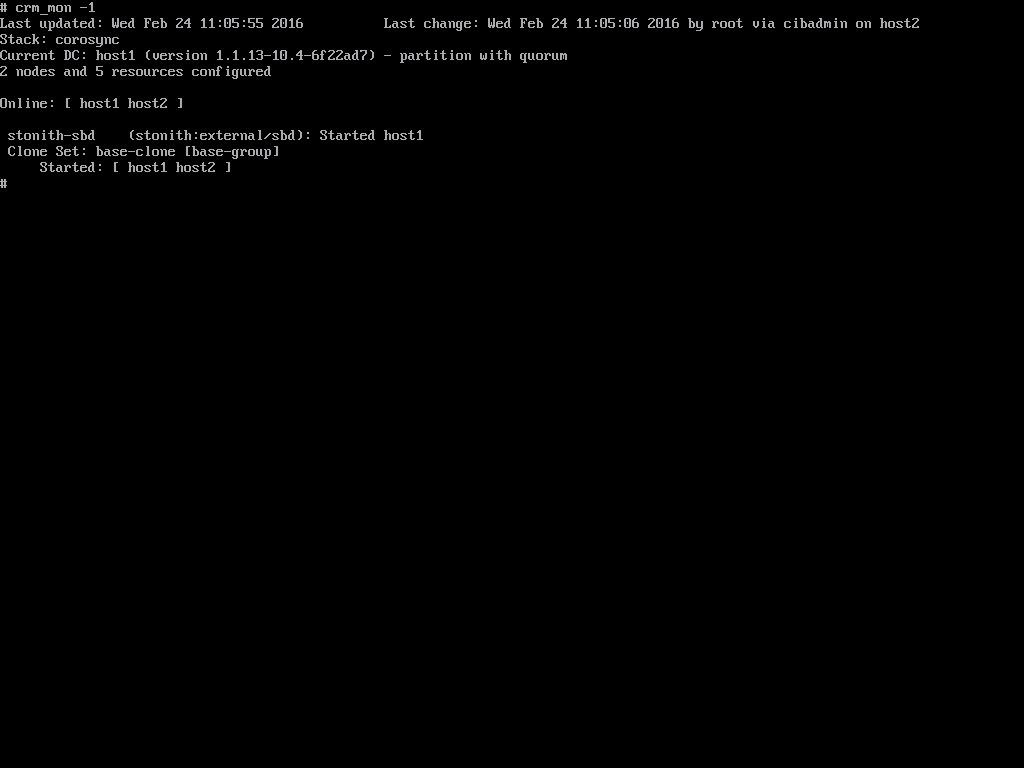 # crm_mon -1
Last updated: Wed Feb 24 11:05:55 2016          Last change: Wed Feb 24 11:05:06 2016 by root via cibadmin on host2
Stack: corosync
Current DC: host1 (version 1.1.13-10.4-6f22ad7) - partition with quorum
2 nodes and 5 resources configured

Online: [ host1 host2 ]

 stonith-sbd    (stonith:external/sbd): Started host1
 Clone Set: base-clone [base-group]
     Started: [ host1 host2 ]
#